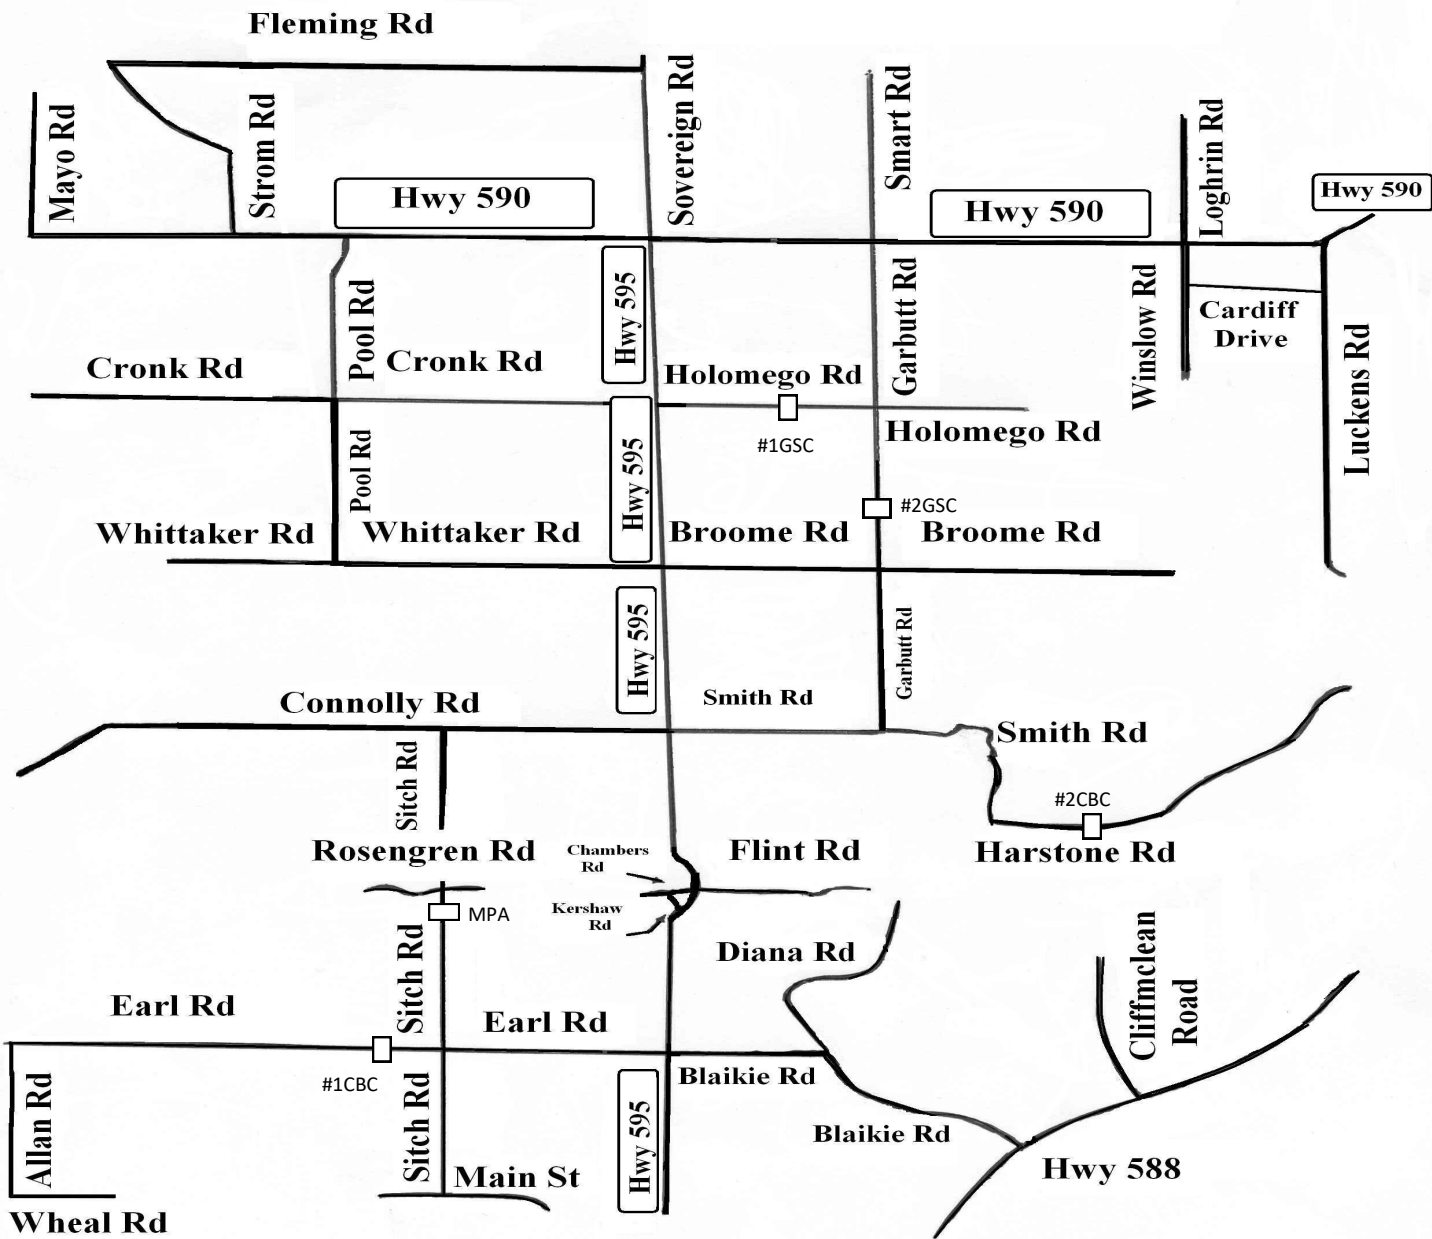 Fleming Rd
Mayo Rd
Strom Rd
Sovereign Rd
Smart Rd
Loghrin Rd
Hwy 590
Hwy 590
Hwy 590
Hwy 595
Pool Rd
Garbutt Rd
Winslow Rd
Cardiff
Drive
Luckens Rd
Cronk Rd
Cronk Rd
Holomego Rd
Holomego Rd
#1GSC
Pool Rd
Hwy 595
#2GSC
Whittaker Rd
Whittaker Rd
Broome Rd
Broome Rd
Hwy 595
Garbutt Rd
Connolly Rd
Smith Rd
Smith Rd
Sitch Rd
#2CBC
Rosengren Rd
Chambers
Rd
Flint Rd
Harstone Rd
MPA
Kershaw
Rd
Diana Rd
Cliffmclean
Road
Sitch Rd
Earl Rd
Earl Rd
#1CBC
Blaikie Rd
Allan Rd
Sitch Rd
Hwy 595
Blaikie Rd
Main St
Hwy 588
Wheal Rd